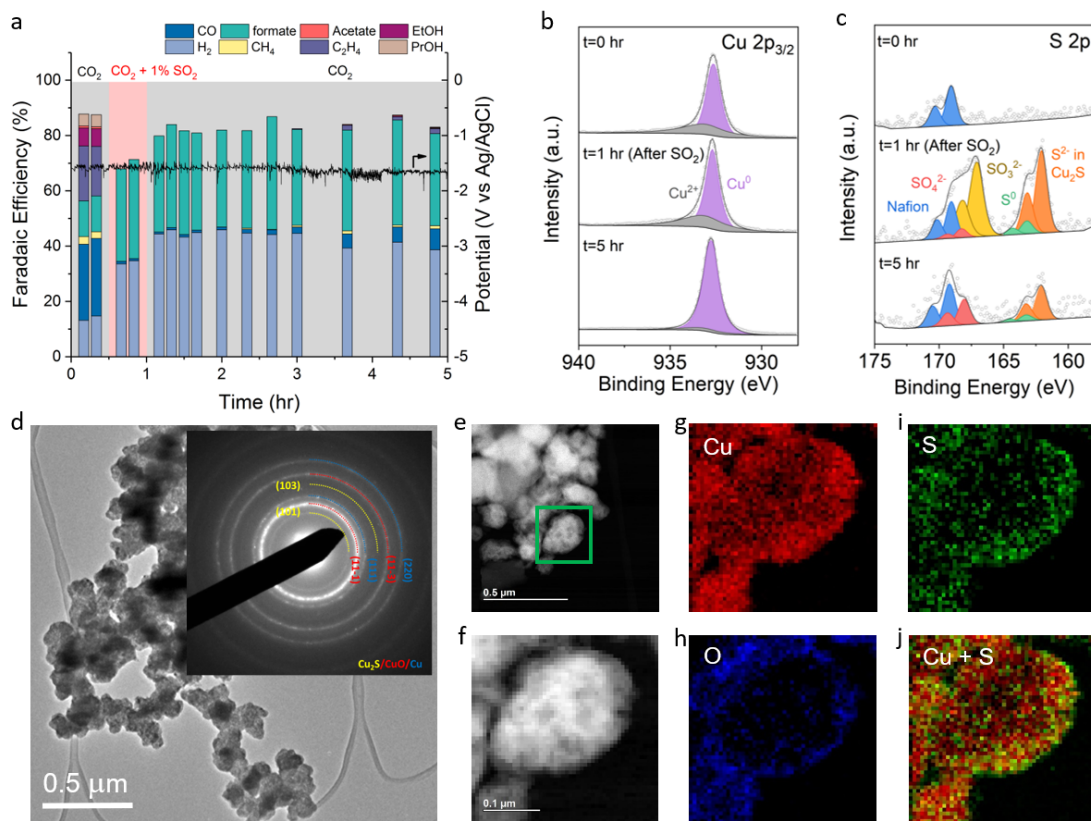 a
CO formate Acetate EtOH
H₂ CH₄ C₂H₄ PrOH
CO₂ CO₂ + 1% SO₂ CO₂
100 80 60 40 20 0
Faradaic Efficiency (%)
0 -1 -2 -3 -4 -5
Potential (V vs Ag/AgCl)
0 1 2 3 4 5
Time (hr)
b
Cu 2p3/2
t=0 hr
t=1 hr (After SO₂)
Cu²⁺ Cu⁰
t=5 hr
Intensity (a.u.)
940 935 930
Binding Energy (eV)
c
S 2p
t=0 hr
t=1 hr (After SO₂)
SO₃²⁻
S²⁻ in
Cu₂S
SO₄²⁻
S⁰
Nafion
t=5 hr
Intensity (a.u.)
175 170 165 160
Binding Energy (eV)
d
(103)
(101)
(220)
Cu₂S/CuO/Cu
0.5 μm
e
0.5 μm
f
0.1 μm
g
Cu
h
O
i
S
j
Cu + S